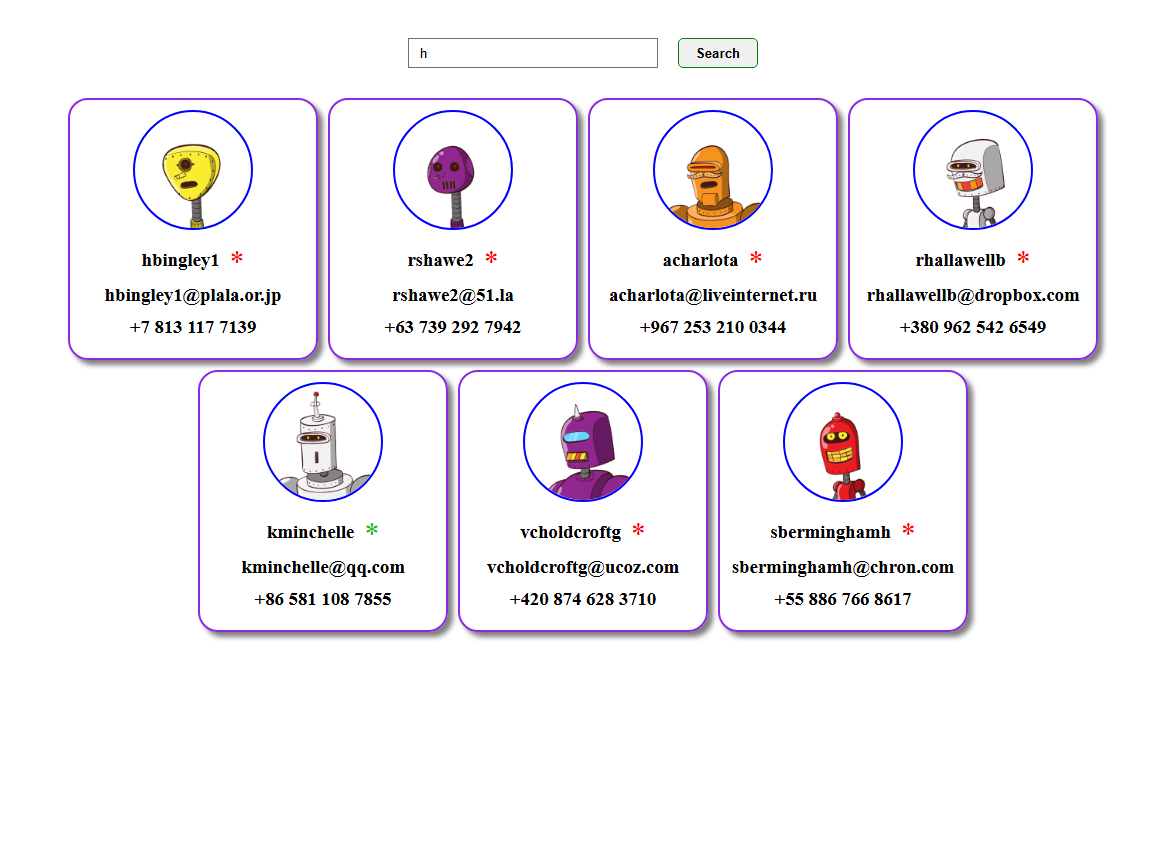 h Search
hbingley1 *
hbingley1@plala.or.jp
+7 813 117 7139
rshawe2 *
rshawe2@51.la
+63 739 292 7942
acharlota *
acharlota@liveinternet.ru
+967 253 210 0344
rhallawellb *
rhallawellb@dropbox.com
+380 962 542 6549
kminchelle *
kminchelle@qq.com
+86 581 108 7855
vcholdcroftg *
vcholdcroftg@ucoz.com
+420 874 628 3710
sberminghamh *
sberminghamh@chron.com
+55 886 766 8617